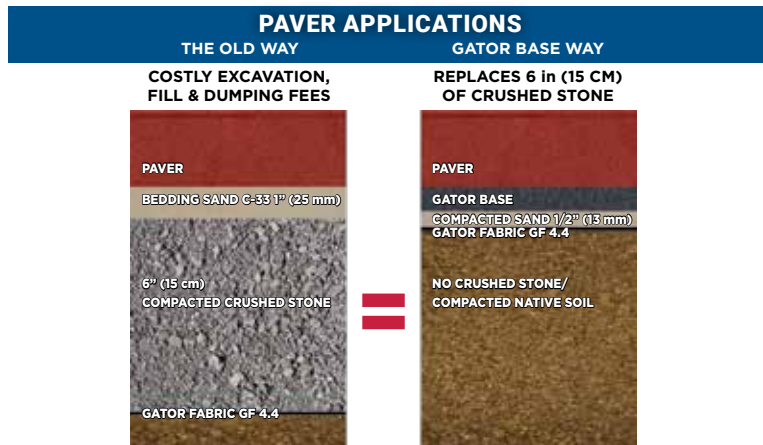 PAVER APPLICATIONS
THE OLD WAY
GATOR BASE WAY
COSTLY EXCAVATION,
FILL & DUMPING FEES
REPLACES 6 in (15 CM)
OF CRUSHED STONE
PAVER
BEDDING SAND C-33 1” (25 mm)
6” (15 cm)
COMPACTED CRUSHED STONE
GATOR FABRIC GF 4.4
PAVER
GATOR BASE
COMPACTED SAND 1/2” (13 mm)
GATOR FABRIC GF 4.4
NO CRUSHED STONE/
COMPACTED NATIVE SOIL